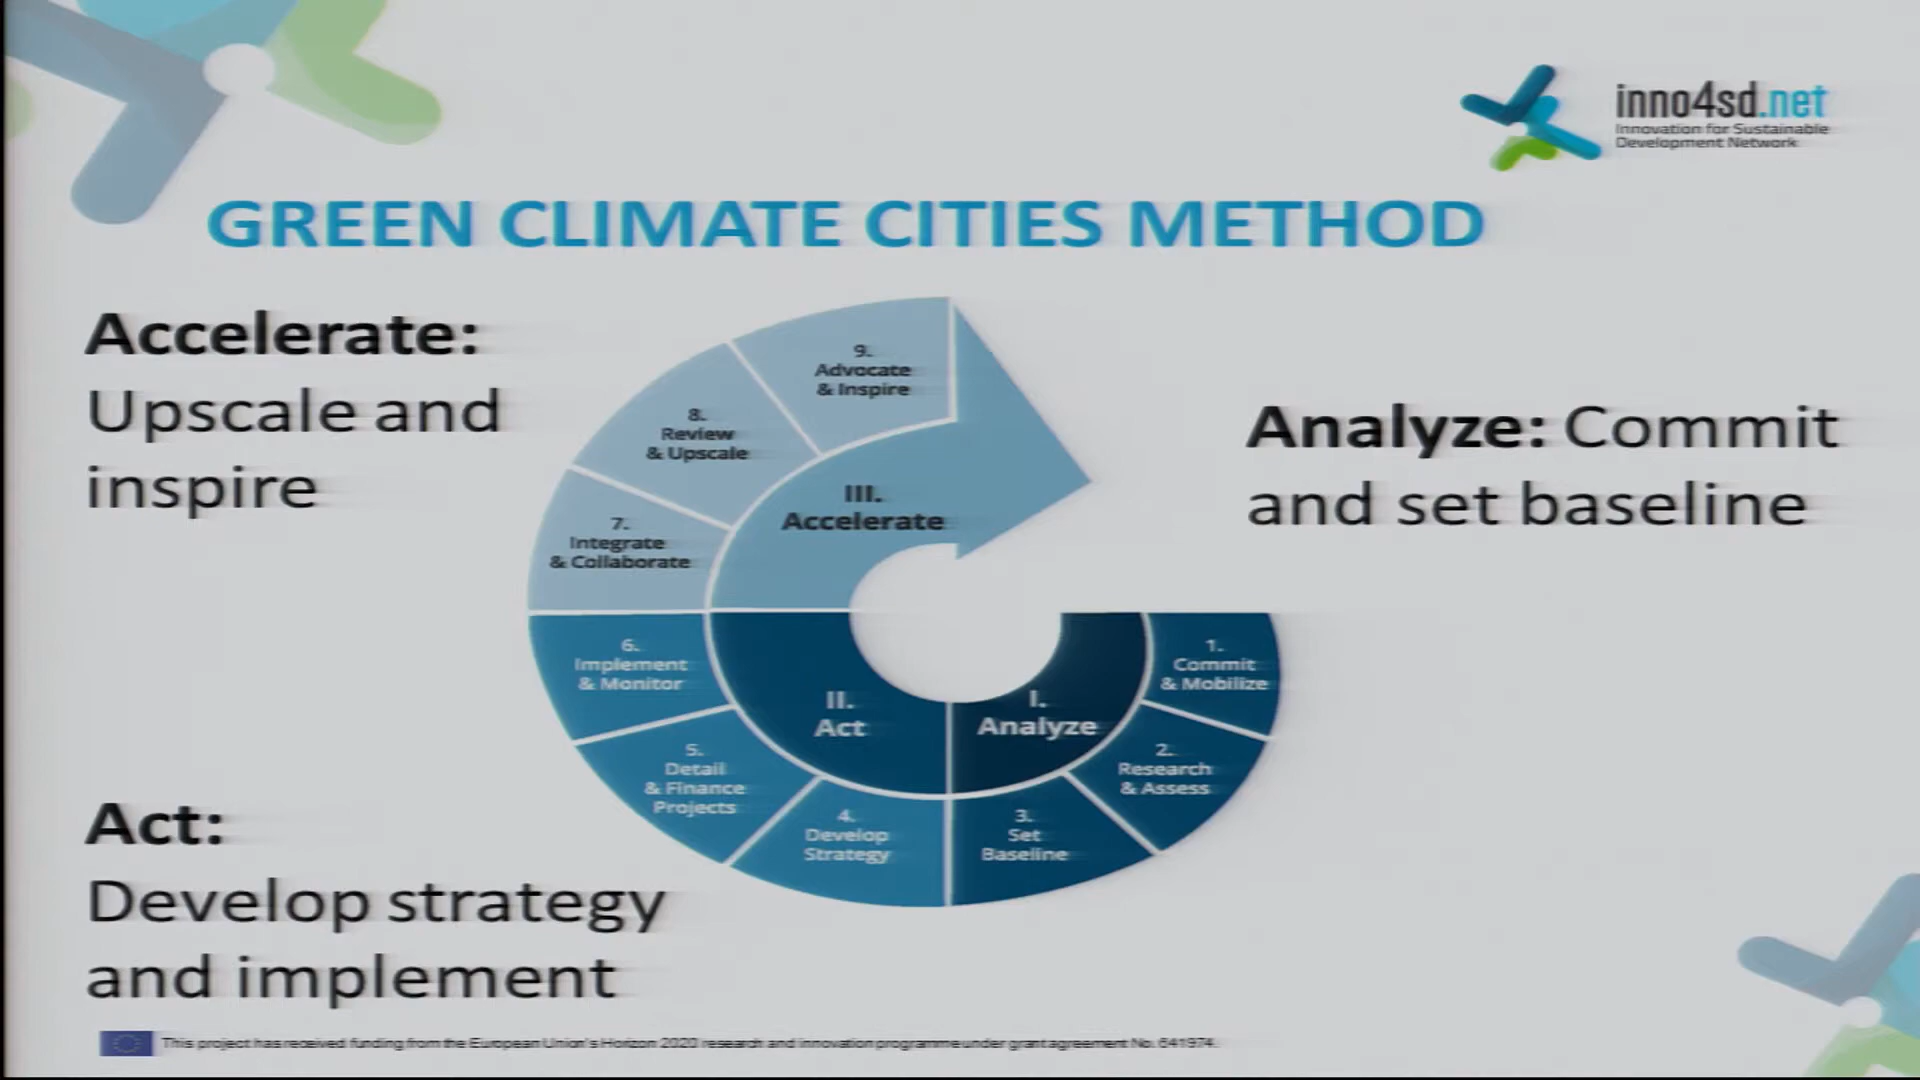 inno4sd.net
Innovation for Sustainable
Development Network
GREEN CLIMATE CITIES METHOD
Accelerate:
Upscale and
inspire
Analyze: Commit
and set baseline
Act:
Develop strategy
and implement
9.
Advocate
& Inspire
8.
Review
& Upscale
7.
Integrate
& Collaborate
III.
Accelerate
6.
Implement
& Monitor
II.
Act
I.
Analyze
1.
Commit
& Mobilize
5.
Detail
& Finance
Projects
2.
Research
& Assess
4.
Develop
Strategy
3.
Set
Baseline
This project has received funding from the European Union's Horizon 2020 research and innovation programme under grant agreement No. 641974.